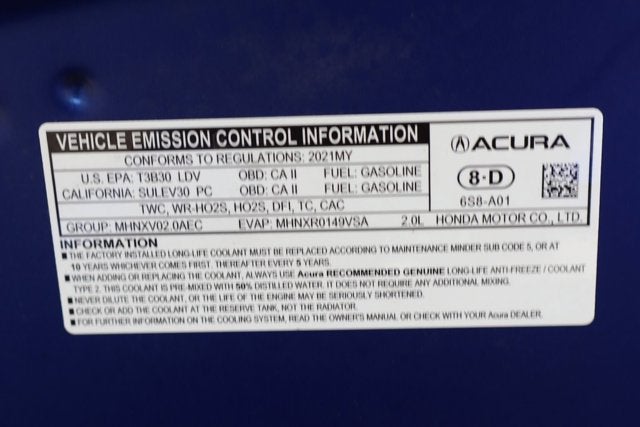 VEHICLE EMISSION CONTROL INFORMATION
ACURA
CONFORMS TO REGULATIONS: 2021MY
U.S. EPA: T3B30 LDV OBD: CA II FUEL: GASOLINE
CALIFORNIA: SULEV30 PC OBD: CA II FUEL: GASOLINE
8-D
TWC, WR-HO2S, HO2S, DFI, TC, CAC
6S8-A01
GROUP: MHNXV02.0AEC EVAP: MHNXR0149VSA 2.0L HONDA MOTOR CO., LTD.
INFORMATION
■ THE FACTORY INSTALLED LONG-LIFE COOLANT MUST BE REPLACED ACCORDING TO MAINTENANCE MINDER SUB CODE 5, OR AT
10 YEARS WHICHEVER COMES FIRST. THEREAFTER EVERY 5 YEARS.
■ WHEN ADDING OR REPLACING THE COOLANT, ALWAYS USE Acura RECOMMENDED GENUINE LONG-LIFE ANTI-FREEZE / COOLANT
TYPE 2. THIS COOLANT IS PRE-MIXED WITH 50% DISTILLED WATER. IT DOES NOT REQUIRE ANY ADDITIONAL MIXING.
■ NEVER DILUTE THE COOLANT, OR THE LIFE OF THE ENGINE MAY BE SERIOUSLY SHORTENED.
■ CHECK OR ADD THE COOLANT AT THE RESERVE TANK, NOT THE RADIATOR.
■ FOR FURTHER INFORMATION ON THE COOLING SYSTEM, READ THE OWNER'S MANUAL OR CHECK WITH YOUR Acura DEALER.